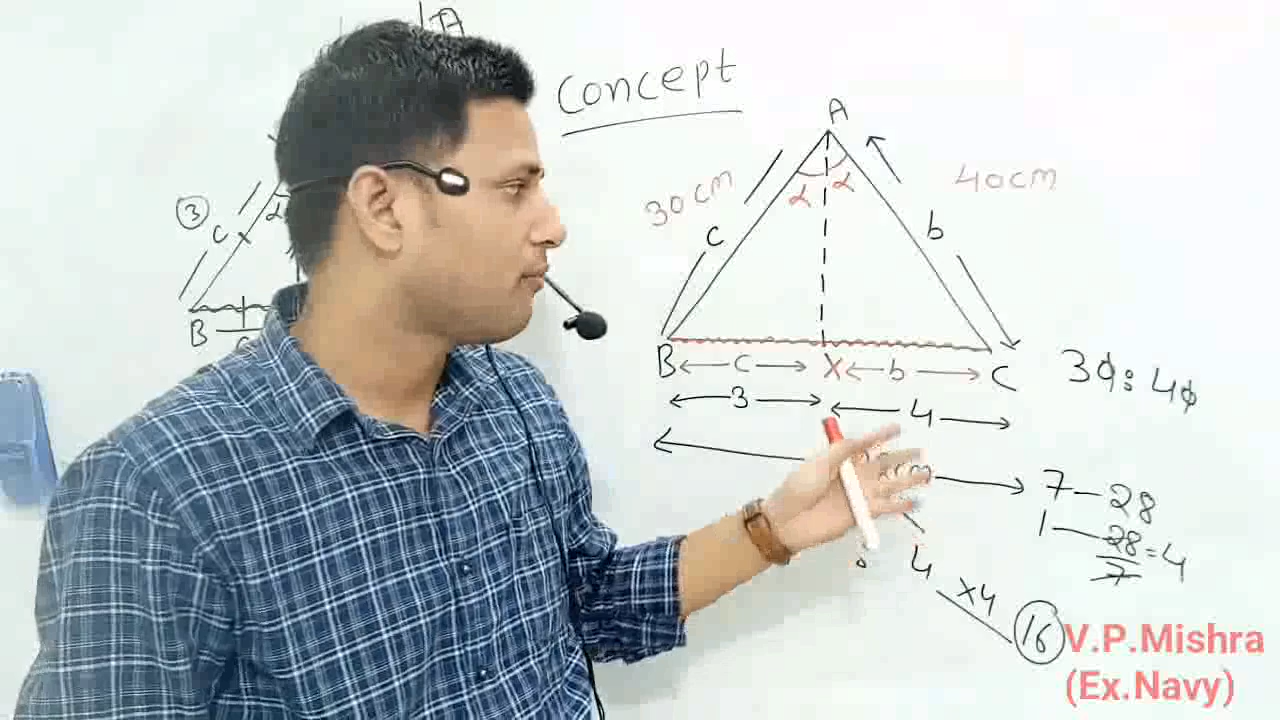 Concept
A
A
α α
30cm
40cm
③
c
c
b
α
B
B ← c → X ← b → C
30:40
← 3 → ← 4 →
cm
7-28
1-28/7=4
4 ×4
16
V.P.Mishra
(Ex.Navy)